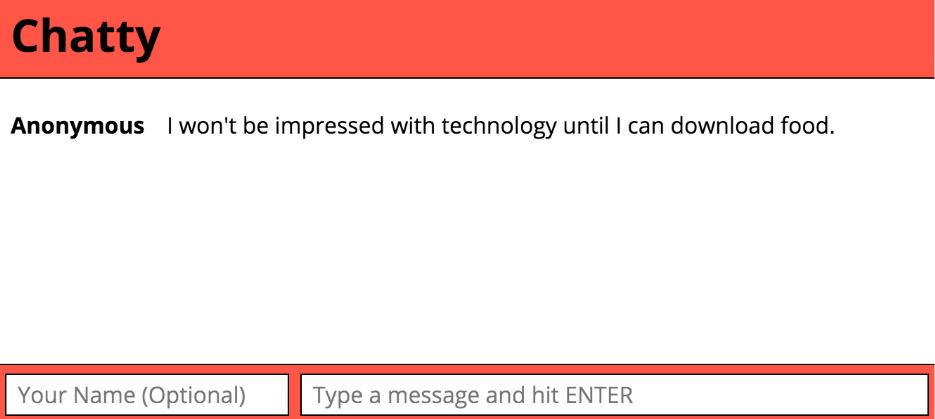 Chatty
Anonymous I won't be impressed with technology until I can download food.
Your Name (Optional) Type a message and hit ENTER